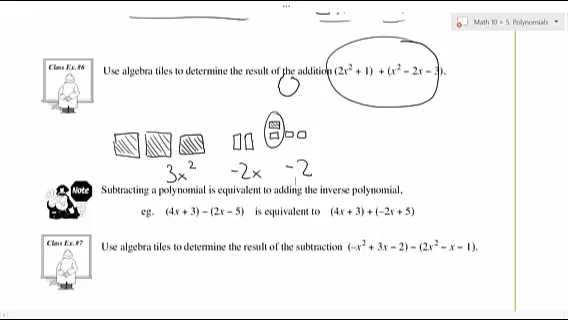 Math 10 > 5. Polynomials
Class Ex. #6
Use algebra tiles to determine the result of the addition (2x² + 1) + (x² − 2x − 3).
3x² -2x -2
Note
Subtracting a polynomial is equivalent to adding the inverse polynomial,
eg. (4x + 3) − (2x − 5) is equivalent to (4x + 3) + (−2x + 5)
Class Ex. #7
Use algebra tiles to determine the result of the subtraction (−x² + 3x − 2) − (2x² − x − 1).